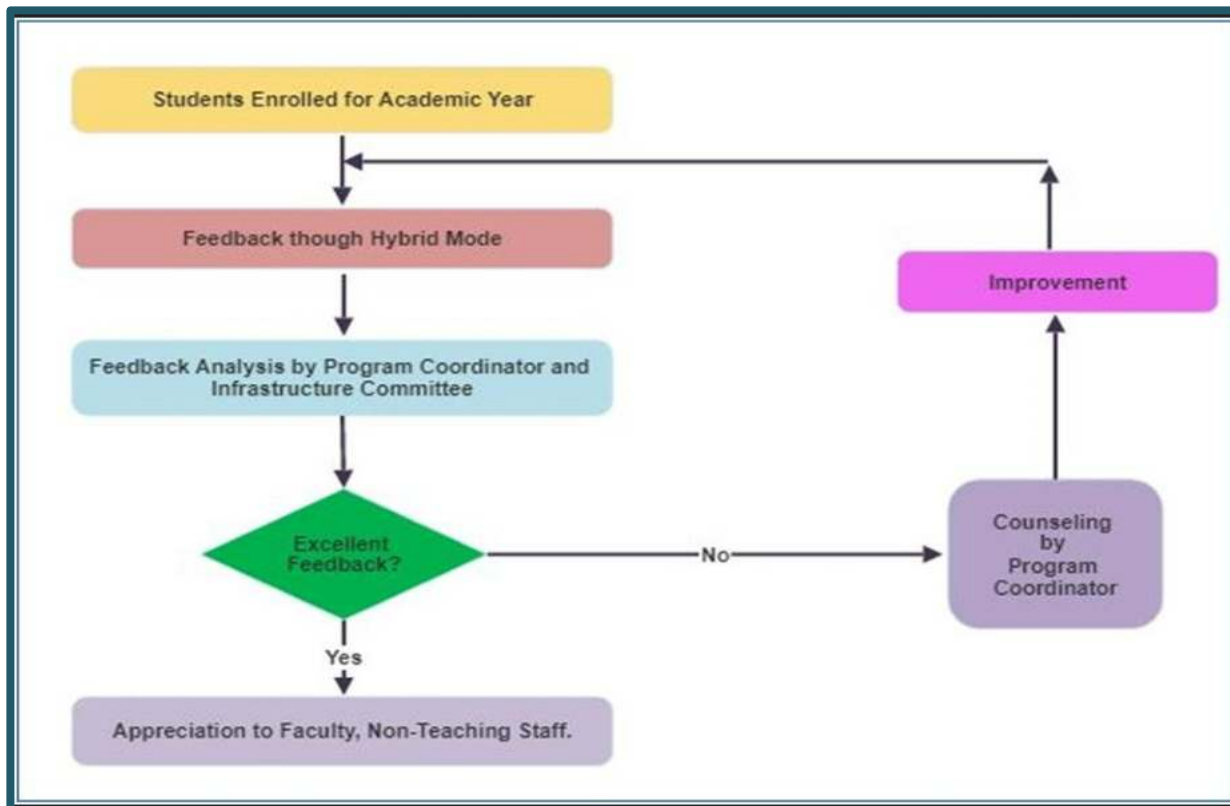 Students Enrolled for Academic Year
Feedback though Hybrid Mode
Improvement
Feedback Analysis by Program Coordinator and
Infrastructure Committee
Excellent
Feedback?
No
Counseling
by
Program
Coordinator
Yes
Appreciation to Faculty, Non-Teaching Staff.